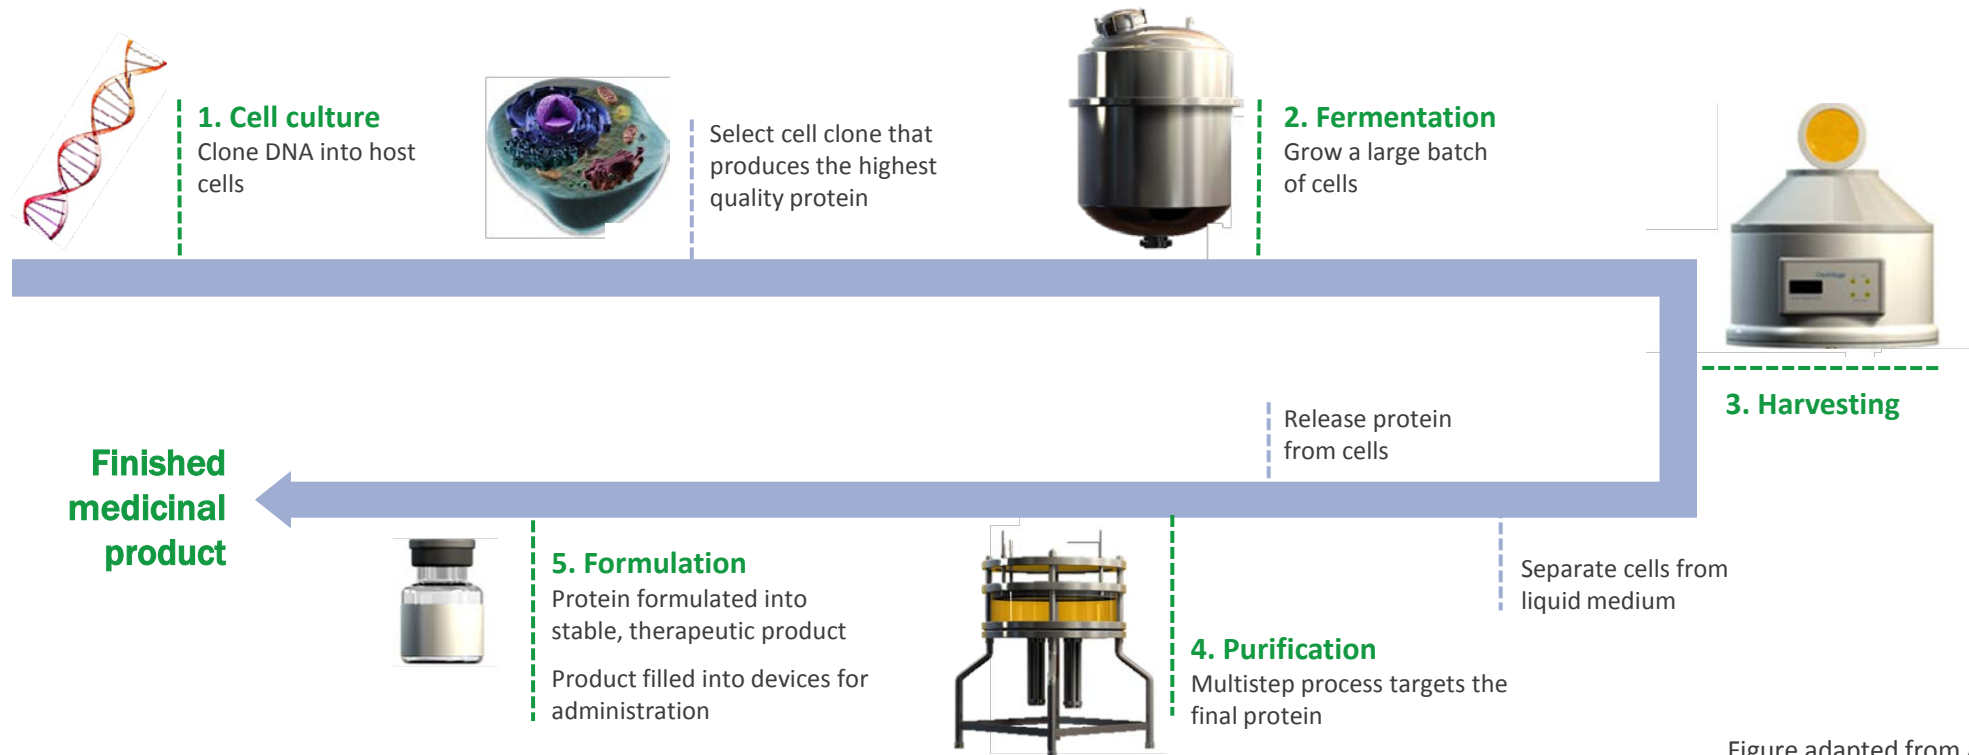 1. Cell culture
Clone DNA into host
cells
Select cell clone that
produces the highest
quality protein
2. Fermentation
Grow a large batch
of cells
3. Harvesting
Separate cells from
liquid medium
Release protein
from cells
4. Purification
Multistep process targets the
final protein
5. Formulation
Protein formulated into
stable, therapeutic product
Product filled into devices for
administration
Finished
medicinal
product
Figure adapted from